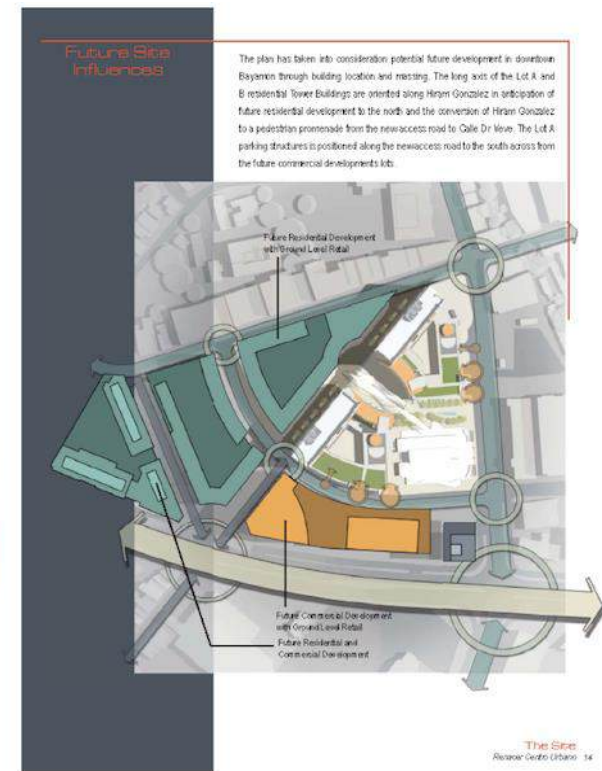 Future Site
Influences
The plan has taken into consideration potential future development in downtown
Bayamon through building location and massing. The long axis of the Lot A and
B residential Tower Buildings are oriented along Hiram Gonzalez in anticipation of
future residential development to the north and the conversion of Hiram Gonzalez
to a pedestrian promenade from the new access road to Calle Dr Veve. The Lot A
parking structures is positioned along the new access road to the south across from
the future commercial developments lots.
Future Residential Development
with Ground Level Retail
Future Commercial Development
with Ground Level Retail
Future Residential and
Commercial Development
The Site
Renacer Centro Urbano 14